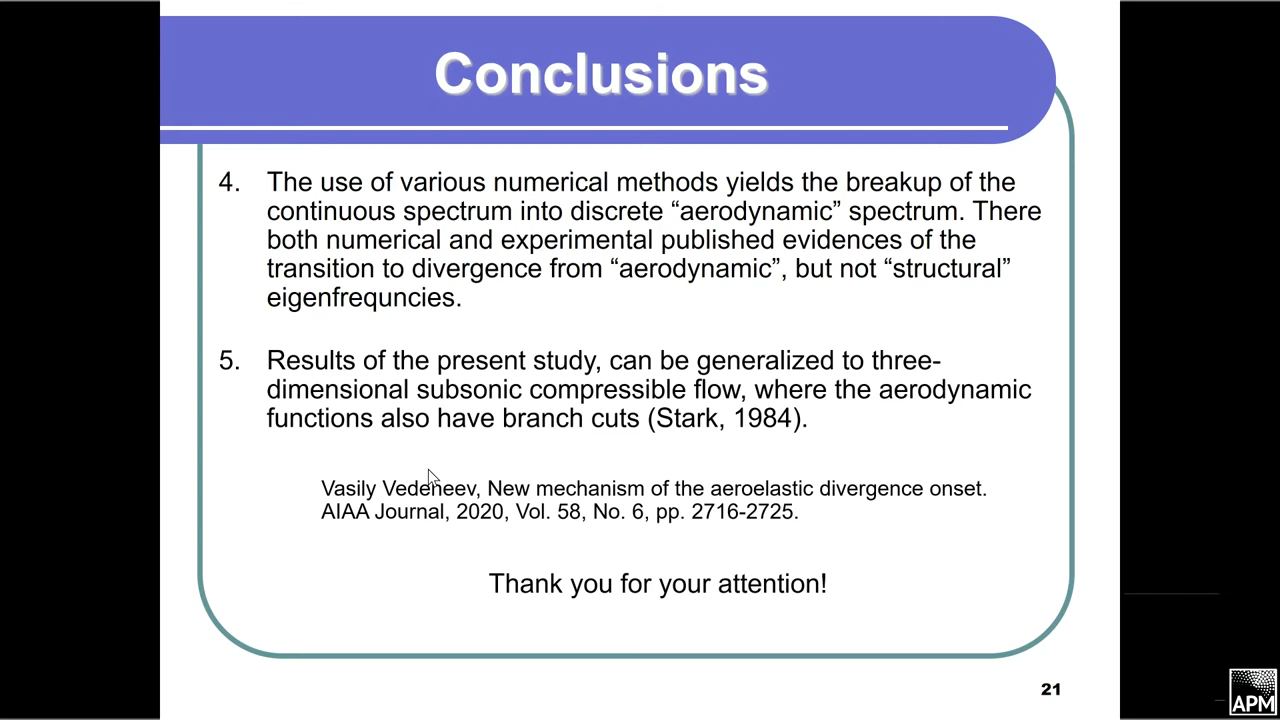 Conclusions
4. The use of various numerical methods yields the breakup of the
continuous spectrum into discrete “aerodynamic” spectrum. There
both numerical and experimental published evidences of the
transition to divergence from “aerodynamic”, but not “structural”
eigenfrequncies.
5. Results of the present study, can be generalized to three-
dimensional subsonic compressible flow, where the aerodynamic
functions also have branch cuts (Stark, 1984).
Vasily Vedeneev, New mechanism of the aeroelastic divergence onset.
AIAA Journal, 2020, Vol. 58, No. 6, pp. 2716-2725.
Thank you for your attention!
21
APM